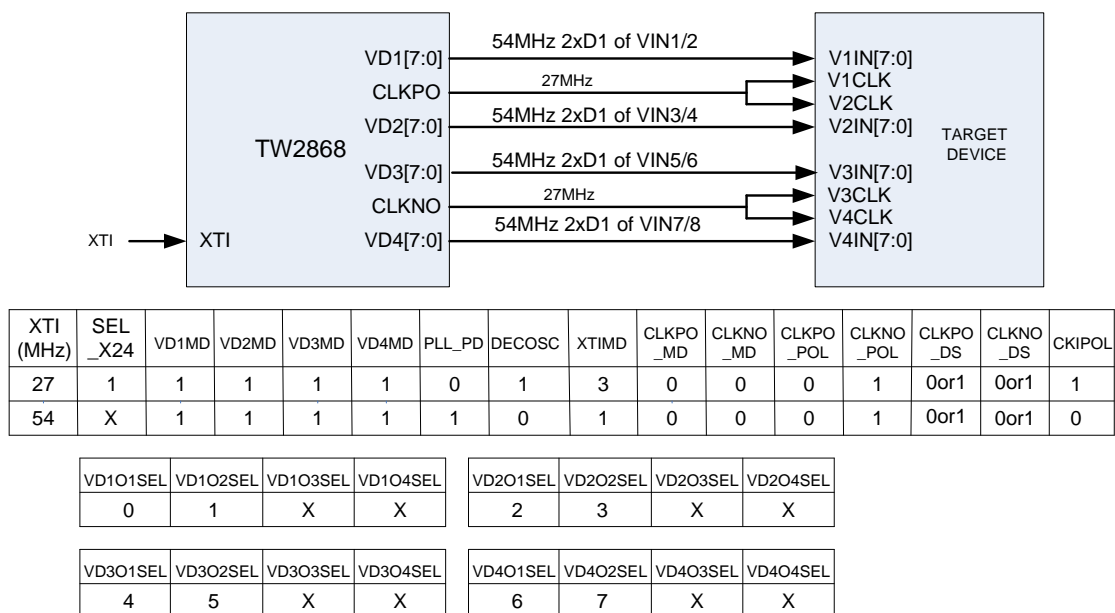 54MHz 2xD1 of VIN1/2
VD1[7:0]
V1IN[7:0]
27MHz
V1CLK
CLKPO
V2CLK
54MHz 2xD1 of VIN3/4
VD2[7:0]
V2IN[7:0]
TARGET
DEVICE
TW2868
54MHz 2xD1 of VIN5/6
VD3[7:0]
V3IN[7:0]
27MHz
V3CLK
CLKNO
V4CLK
54MHz 2xD1 of VIN7/8
XTI
XTI
VD4[7:0]
V4IN[7:0]
XTI (MHz) SEL _X24 VD1MD VD2MD VD3MD VD4MD PLL_PD DECOSC XTIMD CLKPO _MD CLKNO _MD CLKPO _POL CLKNO _POL CLKPO _DS CLKNO _DS CKIPOL
27 1 1 1 1 1 0 1 3 0 0 0 1 0or1 0or1 1
54 X 1 1 1 1 1 0 1 0 0 0 1 0or1 0or1 0
VD1O1SEL VD1O2SEL VD1O3SEL VD1O4SEL VD2O1SEL VD2O2SEL VD2O3SEL VD2O4SEL
0 1 X X 2 3 X X
VD3O1SEL VD3O2SEL VD3O3SEL VD3O4SEL VD4O1SEL VD4O2SEL VD4O3SEL VD4O4SEL
4 5 X X 6 7 X X